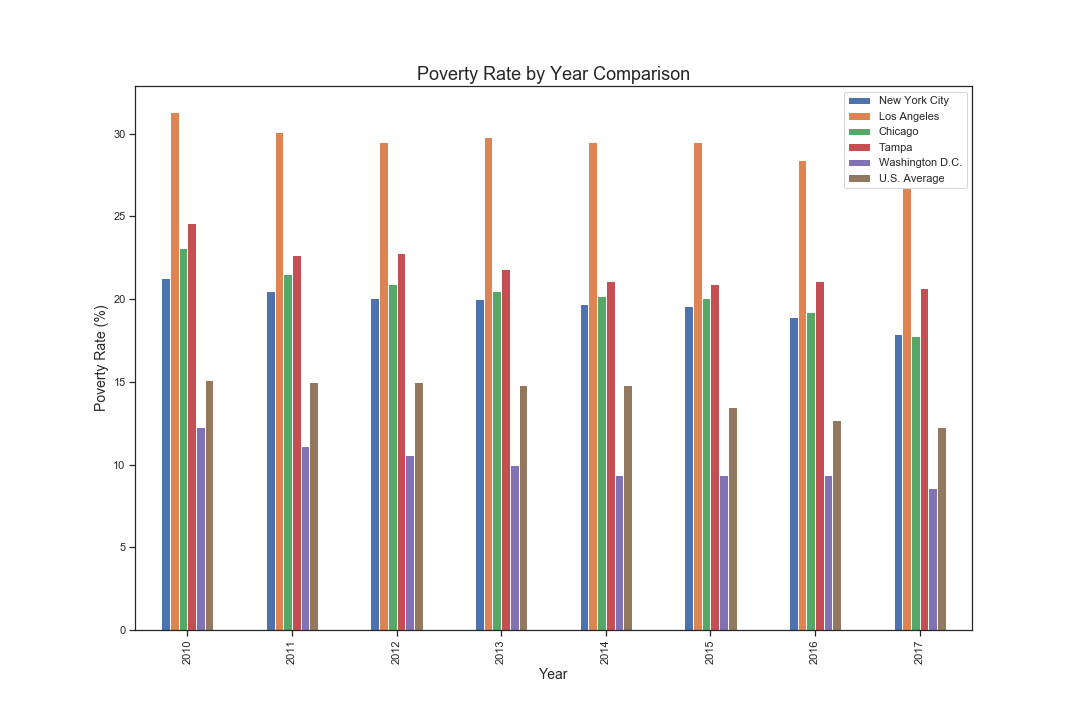 Poverty Rate by Year Comparison
New York City
Los Angeles
Chicago
Tampa
Washington D.C.
U.S. Average
Poverty Rate (%)
30
25
20
15
10
5
0
2010
2011
2012
2013
2014
2015
2016
2017
Year